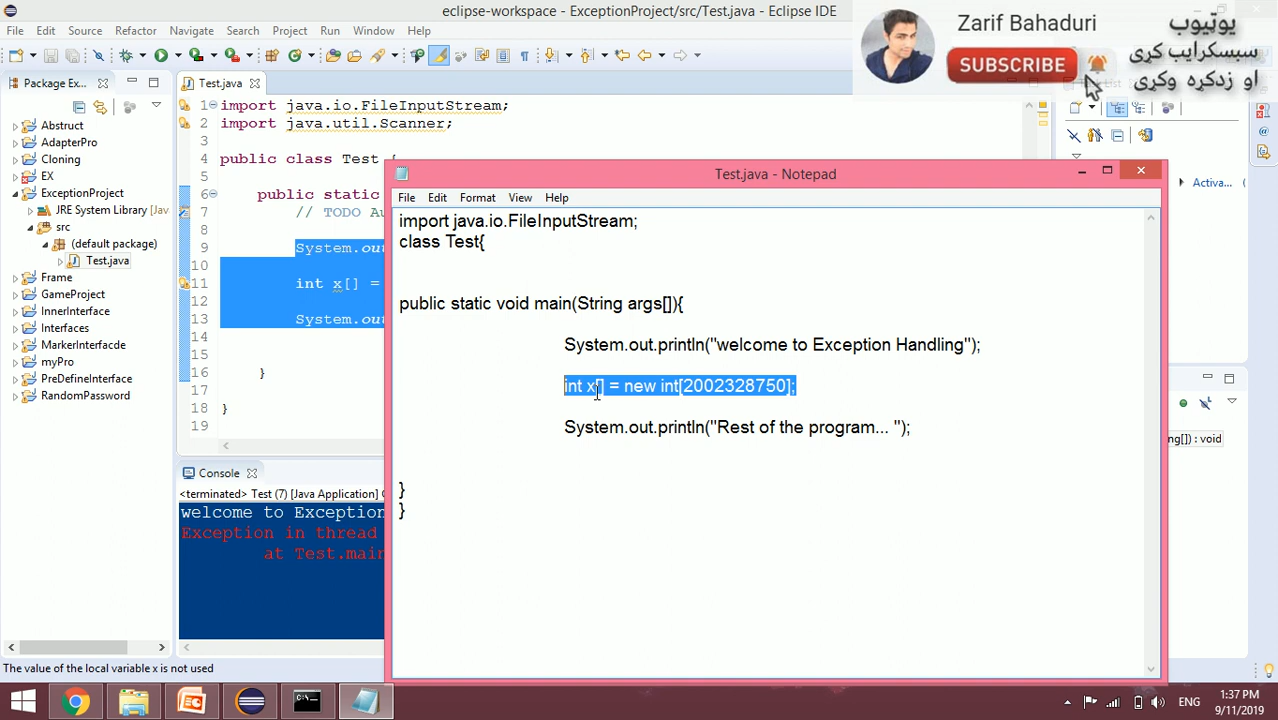 eclipse-workspace - ExceptionProject/src/Test.java - Eclipse IDE
File Edit Source Refactor Navigate Search Project Run Window Help
Zarif Bahaduri
SUBSCRIBE
یوټیوب
سبسکرایب کړی
او زدکړه وکړی
Package Ex...
Test.java
Abstruct
AdapterPro
Cloning
EX
ExceptionProject
JRE System Library [Jav
src
(default package)
Test.java
Frame
GameProject
InnerInterface
Interfaces
MarkerInterfacde
myPro
PreDefineInterface
RandomPassword
1 import java.io.FileInputStream;
2 import java.util.Scanner;
3
4 public class Test {
5
6 public static
7 // TODO Au
8
9 System.out
10
11 int x[] =
12
13 System.out
14
15
16 }
17
18 }
19
Test.java - Notepad
File Edit Format View Help
import java.io.FileInputStream;
class Test{
public static void main(String args[]){
System.out.println("welcome to Exception Handling");
int x[] = new int[2002328750];
System.out.println("Rest of the program... ");
}
}
Activa...
ng[]) : void
Console
<terminated> Test (7) [Java Application] C
welcome to Exception
Exception in thread
at Test.main
The value of the local variable x is not used
ENG
1:37 PM
9/11/2019